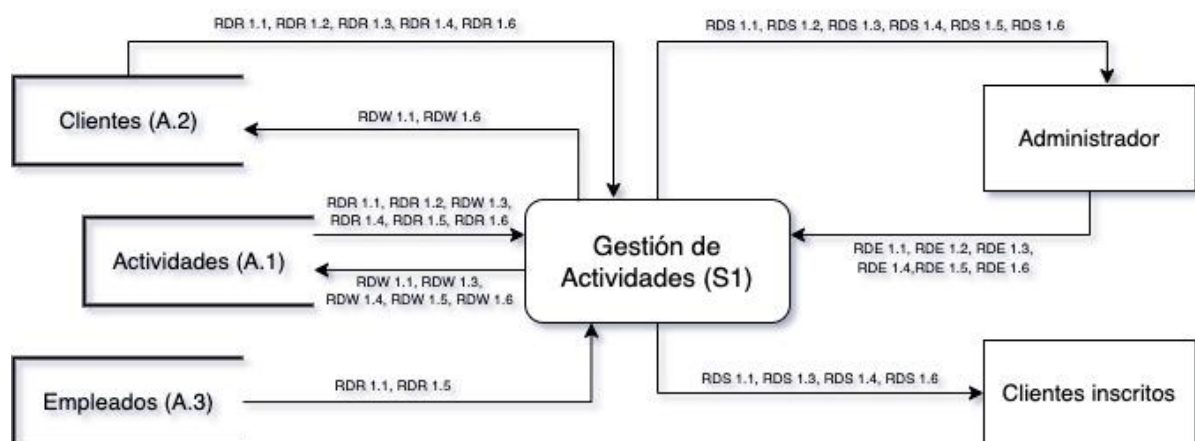 RDR 1.1, RDR 1.2, RDR 1.3, RDR 1.4, RDR 1.6
RDS 1.1, RDS 1.2, RDS 1.3, RDS 1.4, RDS 1.5, RDS 1.6
Clientes (A.2)
RDW 1.1, RDW 1.6
Administrador
RDR 1.1, RDR 1.2, RDW 1.3,
RDR 1.4, RDR 1.5, RDR 1.6
Actividades (A.1)
RDW 1.1, RDW 1.3,
RDW 1.4, RDW 1.5, RDW 1.6
Gestión de
Actividades (S1)
RDE 1.1, RDE 1.2, RDE 1.3,
RDE 1.4,RDE 1.5, RDE 1.6
Empleados (A.3)
RDR 1.1, RDR 1.5
RDS 1.1, RDS 1.3, RDS 1.4, RDS 1.6
Clientes inscritos